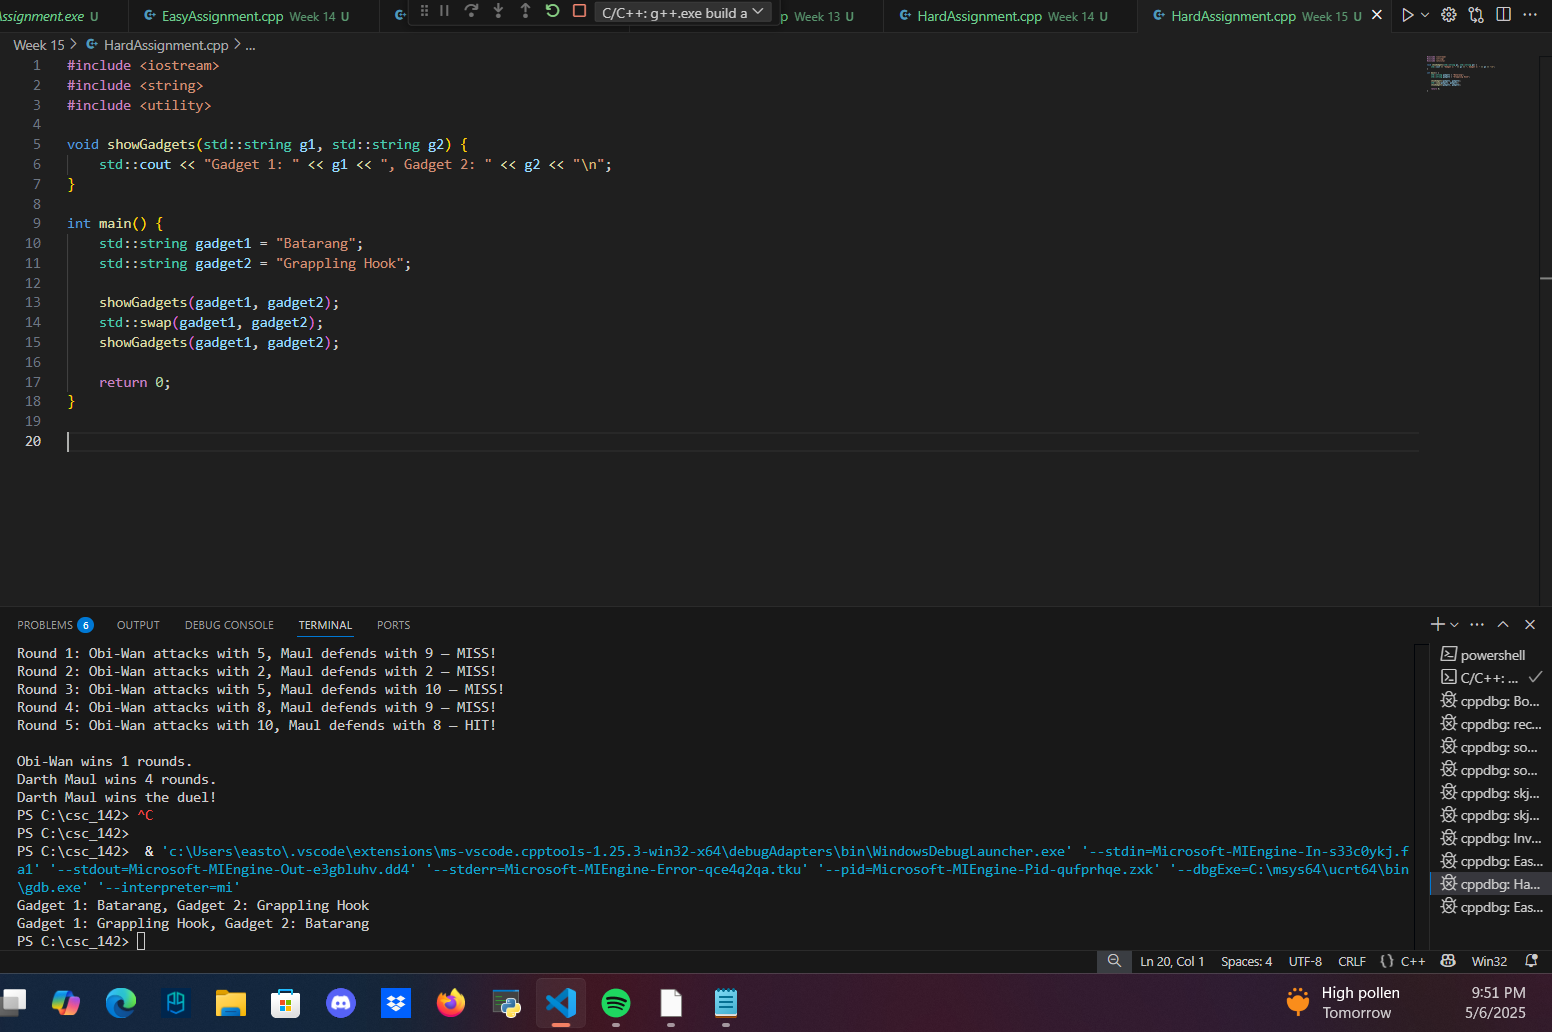 Assignment.exe U
EasyAssignment.cpp Week 14 U
C/C++: g++.exe build a
p Week 13 U
HardAssignment.cpp Week 14 U
HardAssignment.cpp Week 15 U
Week 15 > HardAssignment.cpp > ...
1 #include <iostream>
2 #include <string>
3 #include <utility>
4
5 void showGadgets(std::string g1, std::string g2) {
6 std::cout << "Gadget 1: " << g1 << ", Gadget 2: " << g2 << "\n";
7 }
8
9 int main() {
10 std::string gadget1 = "Batarang";
11 std::string gadget2 = "Grappling Hook";
12
13 showGadgets(gadget1, gadget2);
14 std::swap(gadget1, gadget2);
15 showGadgets(gadget1, gadget2);
16
17 return 0;
18 }
19
20
PROBLEMS 6 OUTPUT DEBUG CONSOLE TERMINAL PORTS
Round 1: Obi-Wan attacks with 5, Maul defends with 9 — MISS!
Round 2: Obi-Wan attacks with 2, Maul defends with 2 — MISS!
Round 3: Obi-Wan attacks with 5, Maul defends with 10 — MISS!
Round 4: Obi-Wan attacks with 8, Maul defends with 9 — MISS!
Round 5: Obi-Wan attacks with 10, Maul defends with 8 — HIT!
Obi-Wan wins 1 rounds.
Darth Maul wins 4 rounds.
Darth Maul wins the duel!
PS C:\csc_142> ^C
PS C:\csc_142>
PS C:\csc_142>  & 'c:\Users\easto\.vscode\extensions\ms-vscode.cpptools-1.25.3-win32-x64\debugAdapters\bin\WindowsDebugLauncher.exe' '--stdin=Microsoft-MIEngine-In-s33c0ykj.f
a1' '--stdout=Microsoft-MIEngine-Out-e3gbluhv.dd4' '--stderr=Microsoft-MIEngine-Error-qce4q2qa.tku' '--pid=Microsoft-MIEngine-Pid-qufprhqe.zxk' '--dbgExe=C:\msys64\ucrt64\bin
\gdb.exe' '--interpreter=mi'
Gadget 1: Batarang, Gadget 2: Grappling Hook
Gadget 1: Grappling Hook, Gadget 2: Batarang
PS C:\csc_142>
powershell
C/C++: ...
cppdbg: Bo...
cppdbg: rec...
cppdbg: so...
cppdbg: so...
cppdbg: skj...
cppdbg: skj...
cppdbg: Inv...
cppdbg: Eas...
cppdbg: Ha...
cppdbg: Eas...
Ln 20, Col 1 Spaces: 4 UTF-8 CRLF {} C++ Win32
High pollen
Tomorrow
9:51 PM
5/6/2025